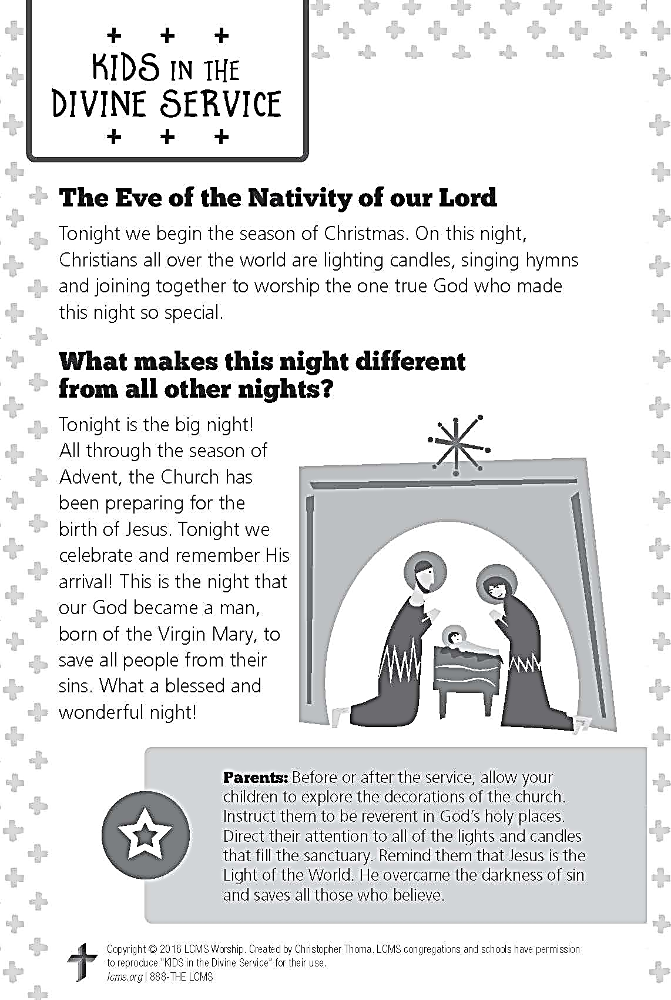 + + +
KIDS IN THE
DIVINE SERVICE
+ + +
The Eve of the Nativity of our Lord
Tonight we begin the season of Christmas. On this night,
Christians all over the world are lighting candles, singing hymns
and joining together to worship the one true God who made
this night so special.
What makes this night different
from all other nights?
Tonight is the big night!
All through the season of
Advent, the Church has
been preparing for the
birth of Jesus. Tonight we
celebrate and remember His
arrival! This is the night that
our God became a man,
born of the Virgin Mary, to
save all people from their
sins. What a blessed and
wonderful night!
Parents: Before or after the service, allow your
children to explore the decorations of the church.
Instruct them to be reverent in God's holy places.
Direct their attention to all of the lights and candles
that fill the sanctuary. Remind them that Jesus is the
Light of the World. He overcame the darkness of sin
and saves all those who believe.
Copyright © 2016 LCMS Worship. Created by Christopher Thoma. LCMS congregations and schools have permission
to reproduce "KIDS in the Divine Service" for their use.
lcms.org | 888-THE LCMS